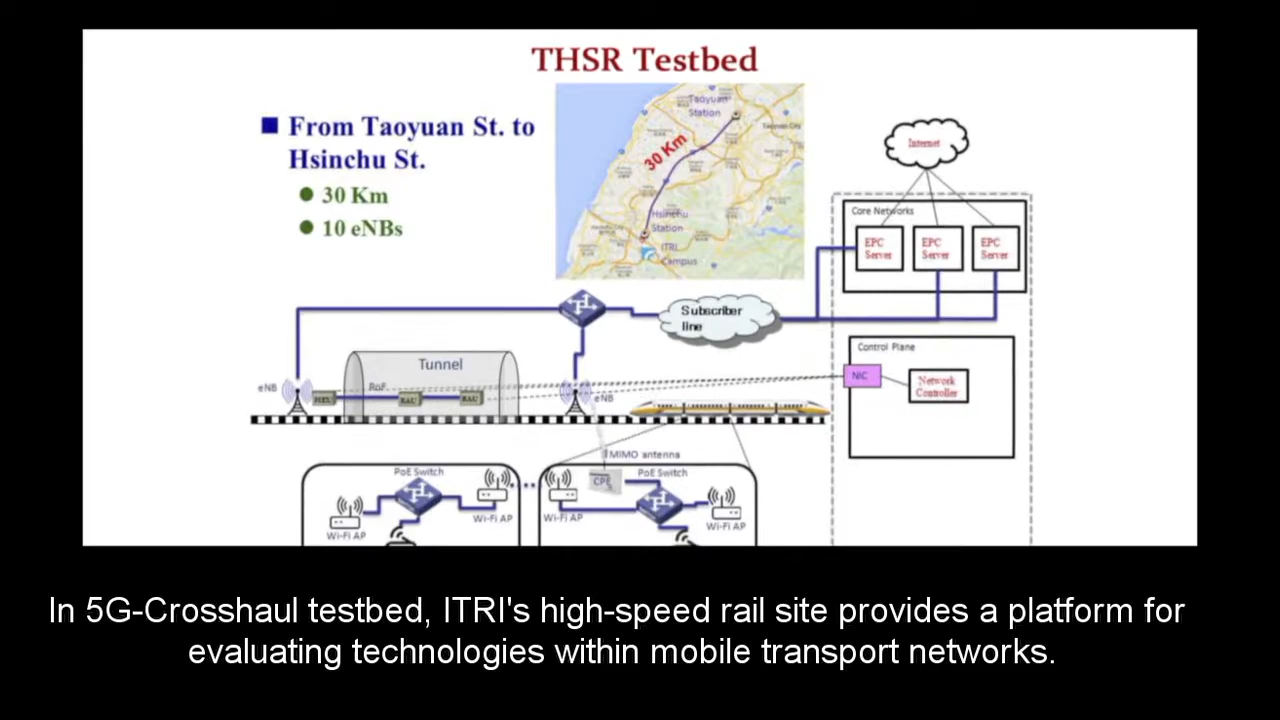 THSR Testbed
From Taoyuan St. to
Hsinchu St.
30 Km
10 eNBs
Taoyuan
Station
30 Km
Hsinchu
Station
ITRI
Campus
Internet
Core Networks
EPC
Server
EPC
Server
EPC
Server
Subscriber
line
Control Plane
NIC
Network
Controller
Tunnel
eNB
RoF
HEU
RAU
RAU
eNB
MIMO antenna
PoE Switch
Wi-Fi AP
Wi-Fi AP
CPE
PoE Switch
Wi-Fi AP
Wi-Fi AP
In 5G-Crosshaul testbed, ITRI's high-speed rail site provides a platform for
evaluating technologies within mobile transport networks.